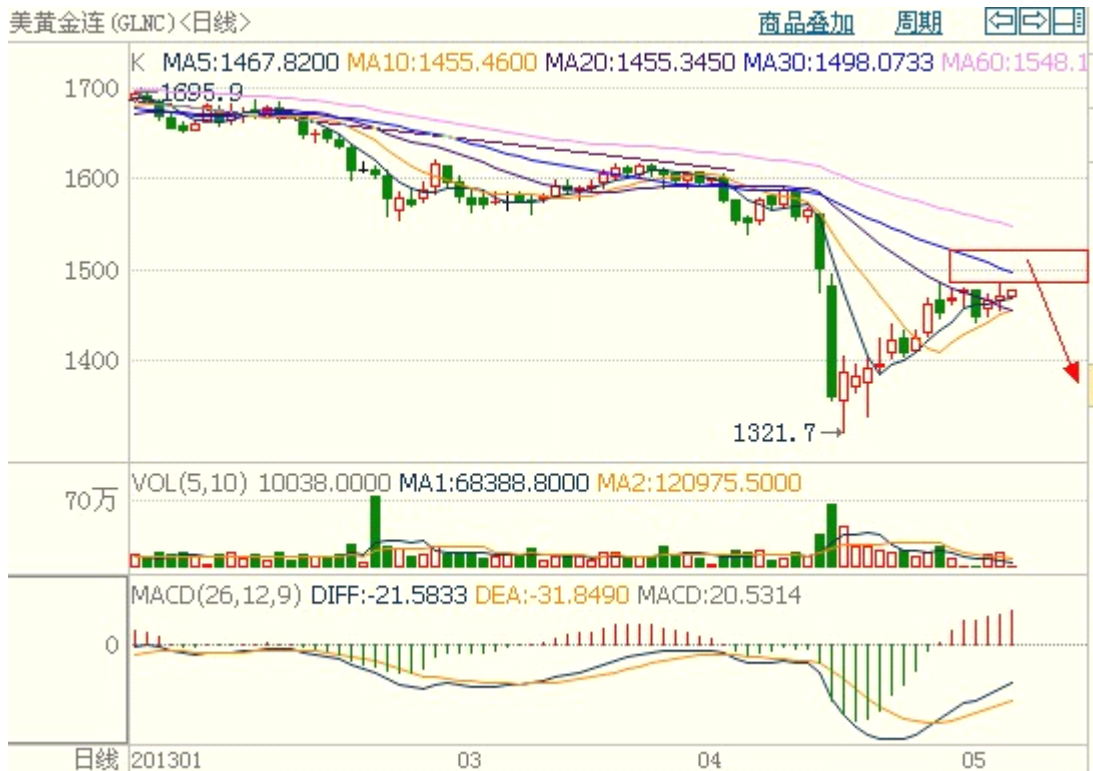 美黄金连(GLNC)<日线> 商品叠加 周期
K MA5:1467.8200 MA10:1455.4600 MA20:1455.3450 MA30:1498.0733 MA60:1548.1
1700
1695.9
1600
1500
1400
1321.7
VOL(5,10) 10038.0000 MA1:68388.8000 MA2:120975.5000
70万
MACD(26,12,9) DIFF:-21.5833 DEA:-31.8490 MACD:20.5314
0
日线 201301 03 04 05